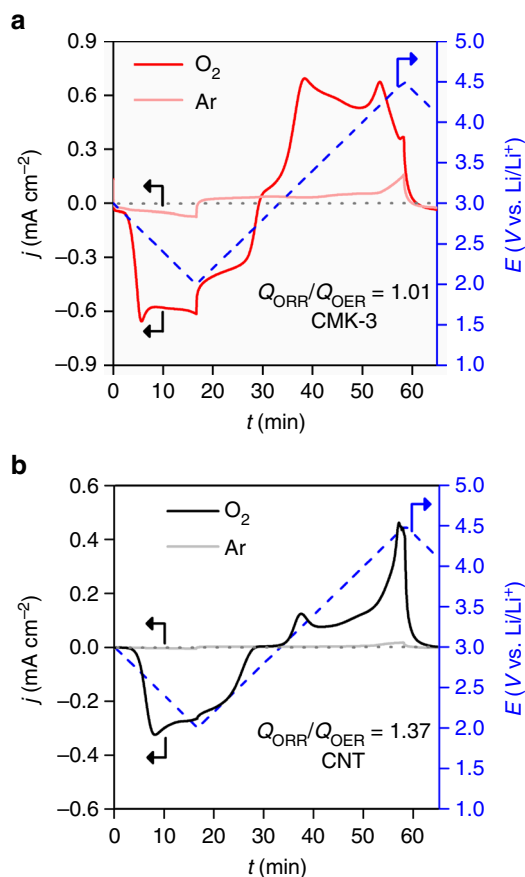 a
0.9
0.6
0.3
0.0
−0.3
−0.6
−0.9
j (mA cm−2)
O2
Ar
5.0
4.5
4.0
3.5
3.0
2.5
2.0
1.5
1.0
E (V vs. Li/Li+)
QORR/QOER = 1.01
CMK-3
0 10 20 30 40 50 60
t (min)
b
0.6
0.4
0.2
0.0
−0.2
−0.4
−0.6
j (mA cm−2)
O2
Ar
5.0
4.5
4.0
3.5
3.0
2.5
2.0
1.5
1.0
E (V vs. Li/Li+)
QORR/QOER = 1.37
CNT
0 10 20 30 40 50 60
t (min)